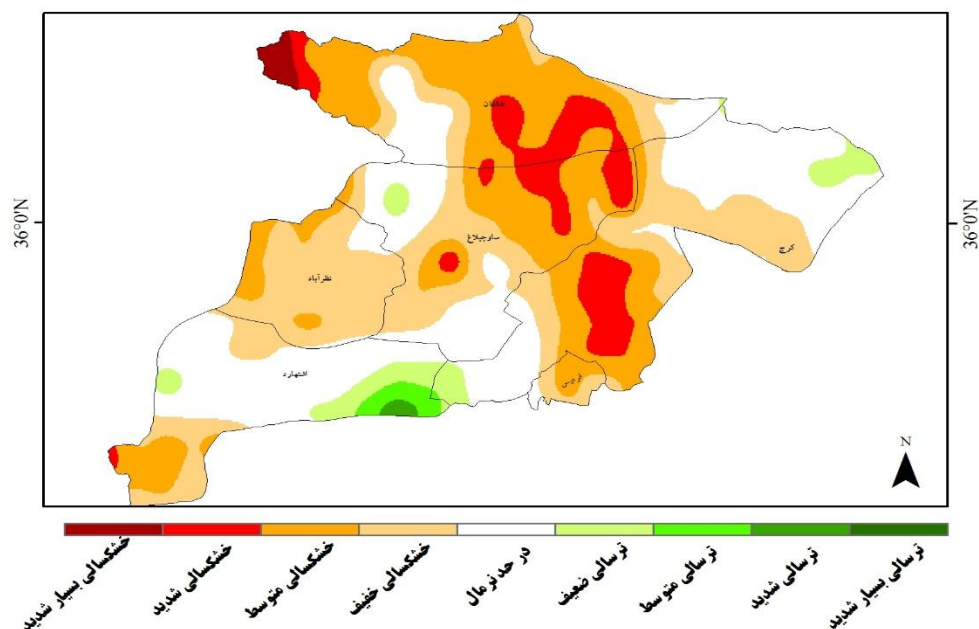 36°0'N
36°0'N
طالقان
ساوجبلاغ
کرج
نظرآباد
اشتهارد
فردیس
N
خشکسالی بسیار شدید
خشکسالی شدید
خشکسالی متوسط
خشکسالی خفیف
در حد نرمال
ترسالی ضعیف
ترسالی متوسط
ترسالی شدید
ترسالی بسیار شدید